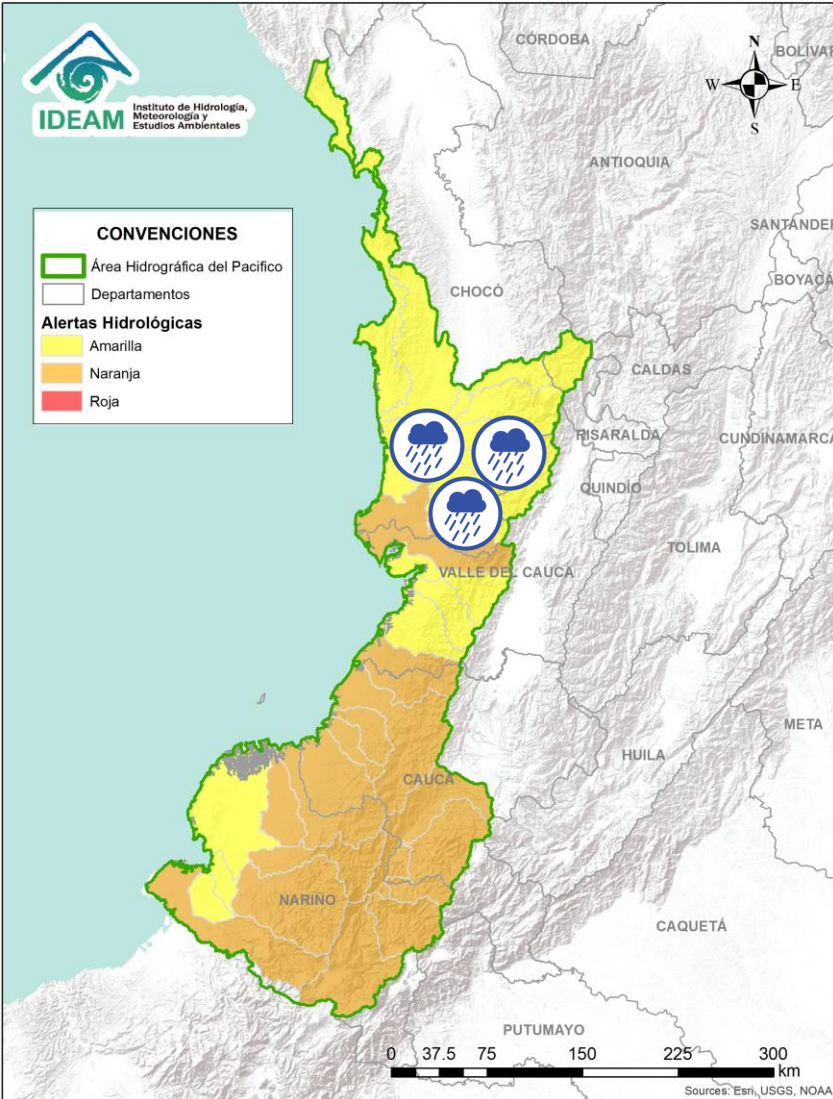 CÓRDOBA
BOLÍVAR
N
W E
S
IDEAM Instituto de Hidrología,
Meteorología y
Estudios Ambientales
ANTIOQUIA
SANTANDER
CONVENCIONES
Área Hidrográfica del Pacifico
Departamentos
Alertas Hidrológicas
Amarilla
Naranja
Roja
BOYACÁ
CHOCÓ
CALDAS
RISARALDA
CUNDINAMARCA
QUINDÍO
TOLIMA
VALLE DEL CAUCA
META
HUILA
CAUCA
NARIÑO
CAQUETÁ
PUTUMAYO
0 37.5 75 150 225 300
km
Sources: Esri, USGS, NOAA